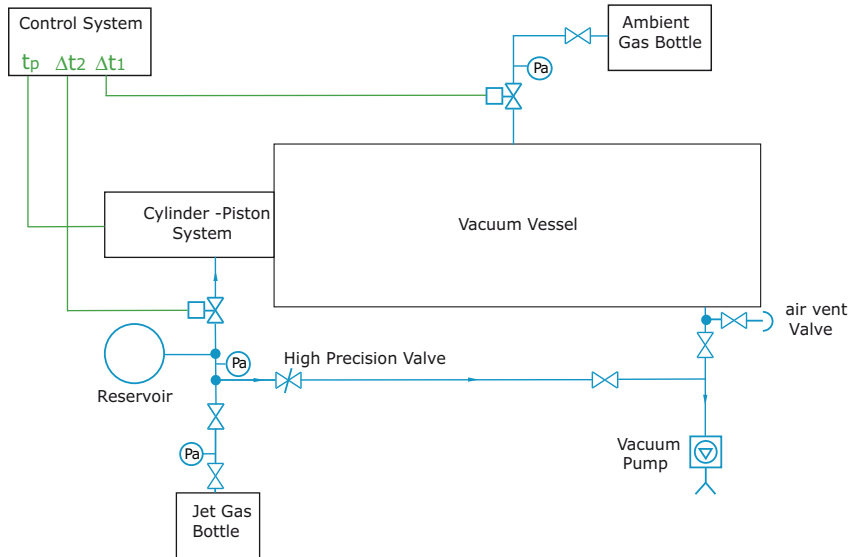 Control System
tp Δt2 Δt1
Ambient
Gas Bottle
Pa
Cylinder -Piston
System
Vacuum Vessel
air vent
Valve
High Precision Valve
Pa
Reservoir
Pa
Vacuum
Pump
Jet Gas
Bottle